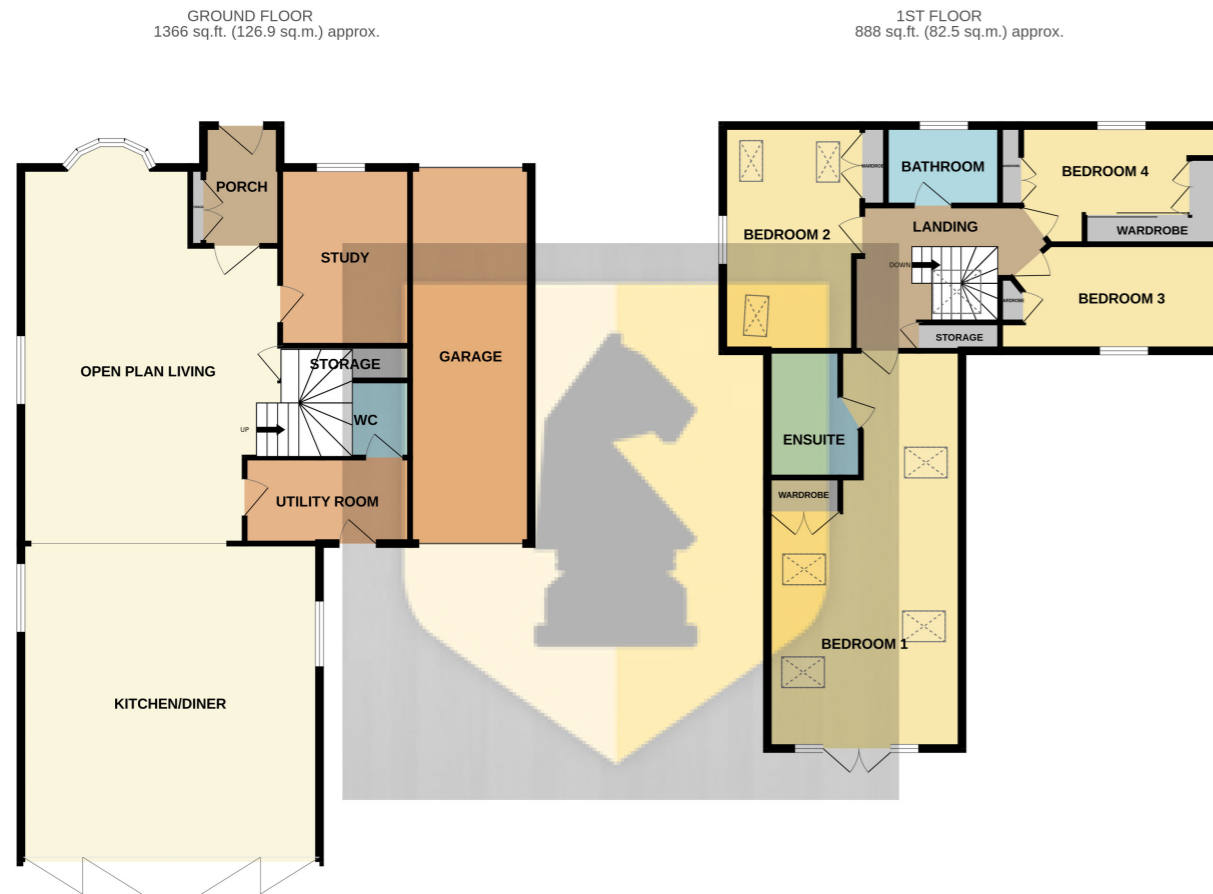 GROUND FLOOR
1366 sq.ft. (126.9 sq.m.) approx.
1ST FLOOR
888 sq.ft. (82.5 sq.m.) approx.
PORCH
STUDY
OPEN PLAN LIVING
STORAGE
GARAGE
WC
UP
UTILITY ROOM
KITCHEN/DINER
WARDROBE
BATHROOM
BEDROOM 4
BEDROOM 2
LANDING
WARDROBE
DOWN
BEDROOM 3
WARDROBE
STORAGE
ENSUITE
WARDROBE
BEDROOM 1